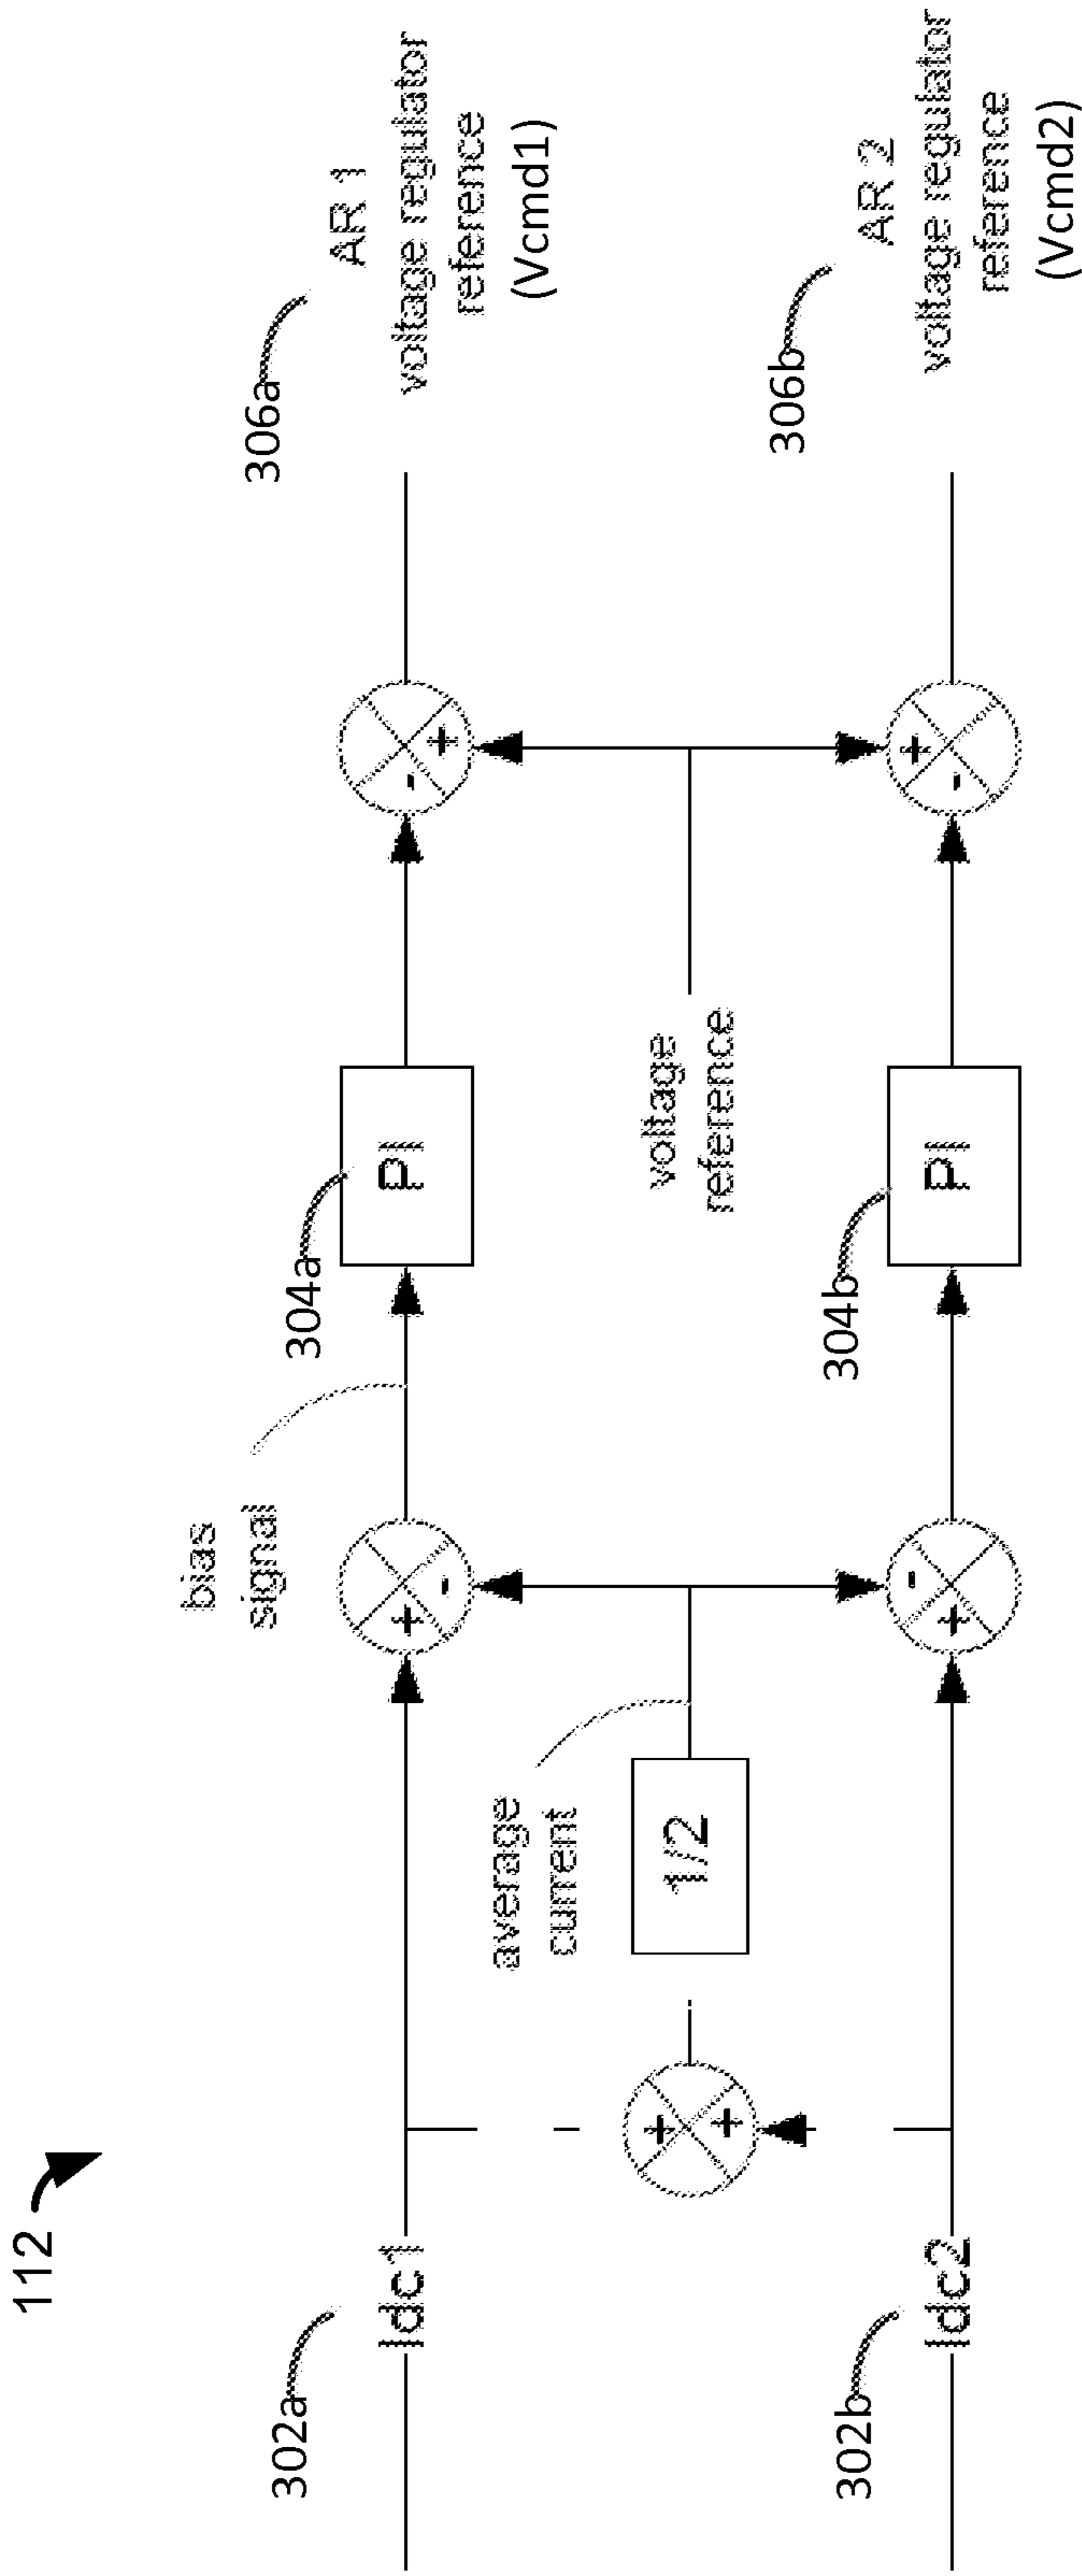 112
302a
Idc1
302b
Idc2
+
+
1/2
average
current
bias
signal
+
-
+
-
304a
PI
304b
PI
voltage
reference
-
+
+
-
306a
AR 1
voltage regulator
reference
(Vcmd1)
306b
AR 2
voltage regulator
reference
(Vcmd2)